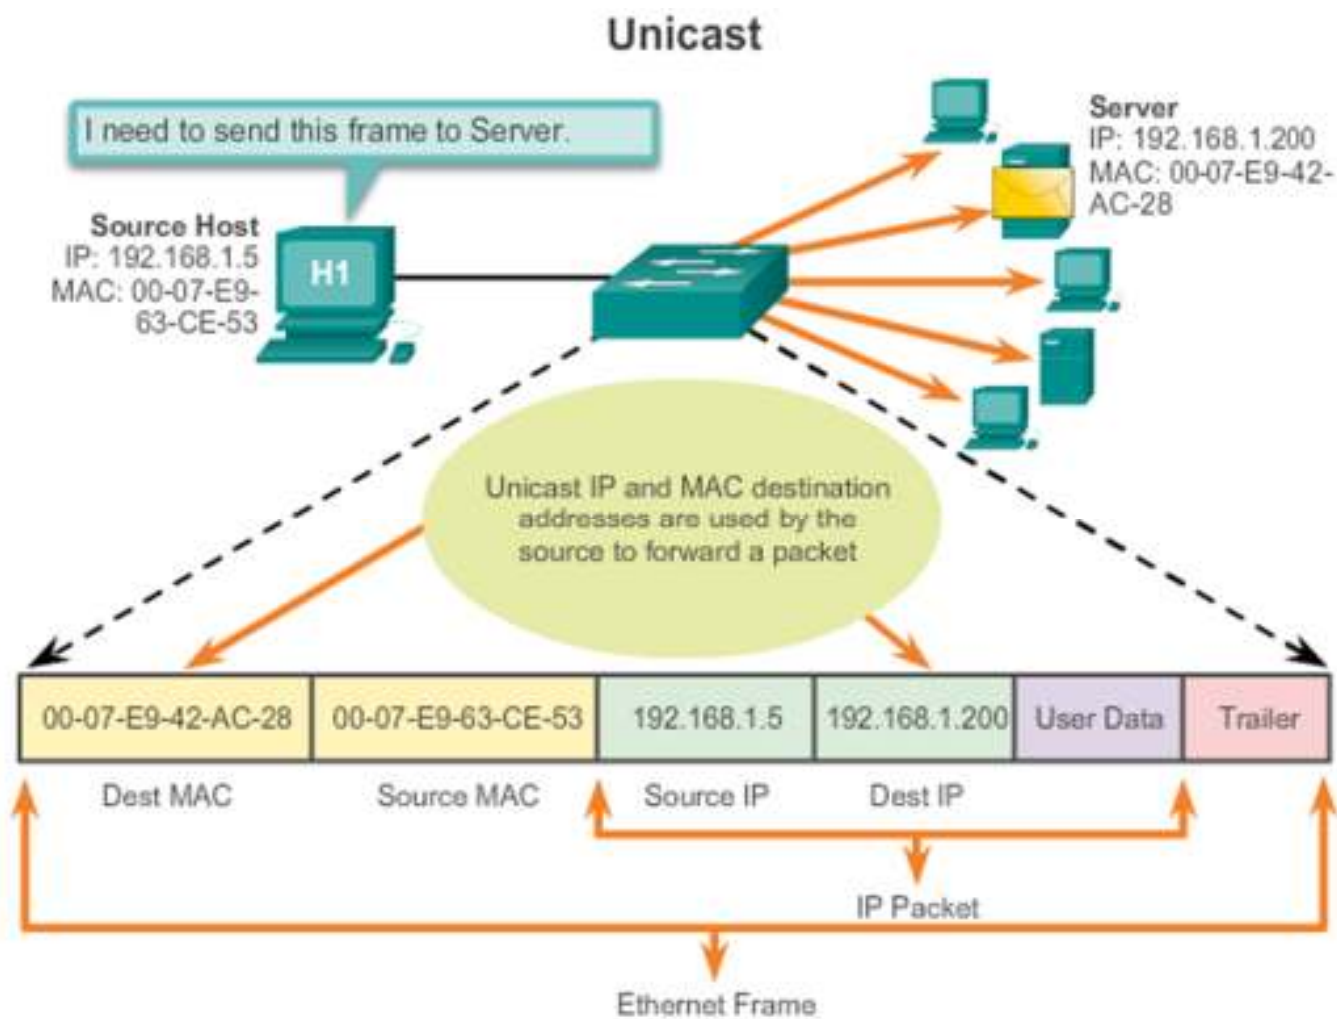 Unicast
I need to send this frame to Server.
Server
IP: 192.168.1.200
MAC: 00-07-E9-42-
AC-28
Source Host
IP: 192.168.1.5
MAC: 00-07-E9-
63-CE-53
H1
Unicast IP and MAC destination
addresses are used by the
source to forward a packet
00-07-E9-42-AC-28 00-07-E9-63-CE-53 192.168.1.5 192.168.1.200 User Data Trailer
Dest MAC Source MAC Source IP Dest IP
IP Packet
Ethernet Frame